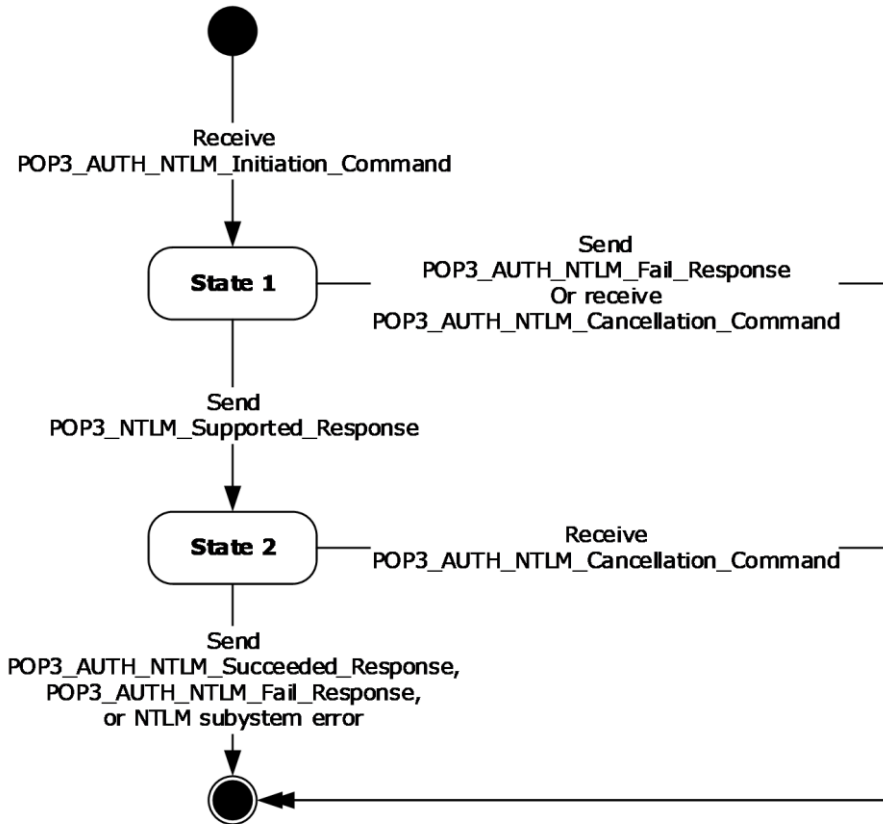 Receive
POP3_AUTH_NTLM_Initiation_Command
State 1
Send
POP3_AUTH_NTLM_Fail_Response
Or receive
POP3_AUTH_NTLM_Cancellation_Command
Send
POP3_NTLM_Supported_Response
State 2
Receive
POP3_AUTH_NTLM_Cancellation_Command
Send
POP3_AUTH_NTLM_Succeeded_Response,
POP3_AUTH_NTLM_Fail_Response,
or NTLM subystem error